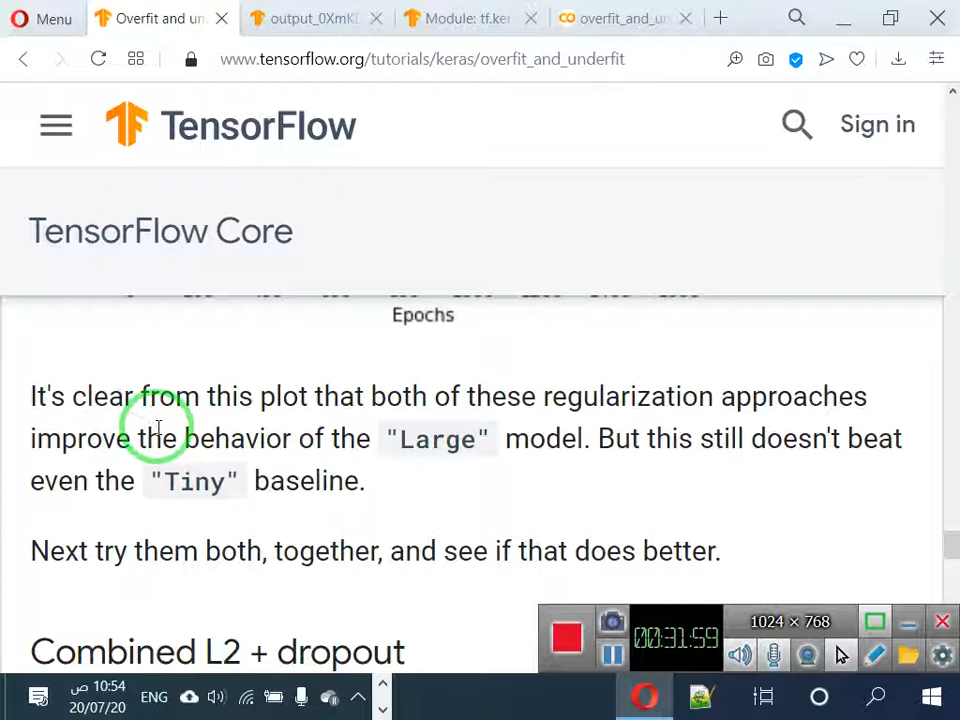 Menu
Overfit and un
output_0XmKD
Module: tf.ker
overfit_and_un
www.tensorflow.org/tutorials/keras/overfit_and_underfit
TensorFlow
Sign in
TensorFlow Core
Epochs
It's clear from this plot that both of these regularization approaches
improve the behavior of the "Large" model. But this still doesn't beat
even the "Tiny" baseline.
Next try them both, together, and see if that does better.
Combined L2 + dropout
1024 × 768
00:31:59
10:54 ص
ENG
20/07/20